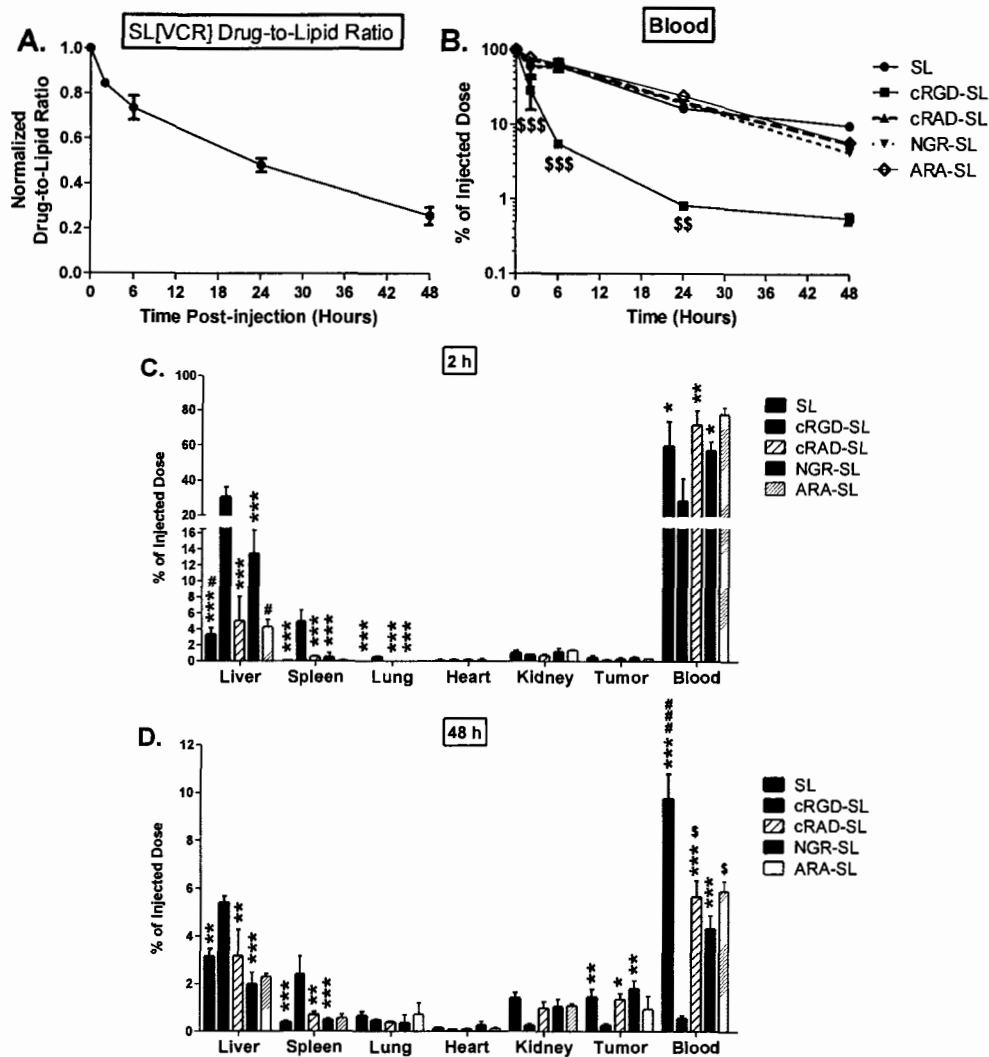 A.
SL[VCR] Drug-to-Lipid Ratio
Normalized
Drug-to-Lipid Ratio
1.0
0.8
0.6
0.4
0.2
0.0
0 6 12 18 24 30 36 42 48
Time Post-injection (Hours)
B.
Blood
% of Injected Dose
100
10
1
0.1
$$$
$$$
$$
0 6 12 18 24 30 36 42 48
Time (Hours)
SL
cRGD-SL
cRAD-SL
NGR-SL
ARA-SL
C.
2 h
% of Injected Dose
100
80
60
40
20
16
14
12
10
8
6
4
2
0
***#
***
***
#
***
***
***
***
***
***
*
**
*
Liver Spleen Lung Heart Kidney Tumor Blood
SL
cRGD-SL
cRAD-SL
NGR-SL
ARA-SL
D.
48 h
% of Injected Dose
12
10
8
6
4
2
0
**
**
***
***
**
***
**
*
**
***###
***$
***
$
Liver Spleen Lung Heart Kidney Tumor Blood
SL
cRGD-SL
cRAD-SL
NGR-SL
ARA-SL